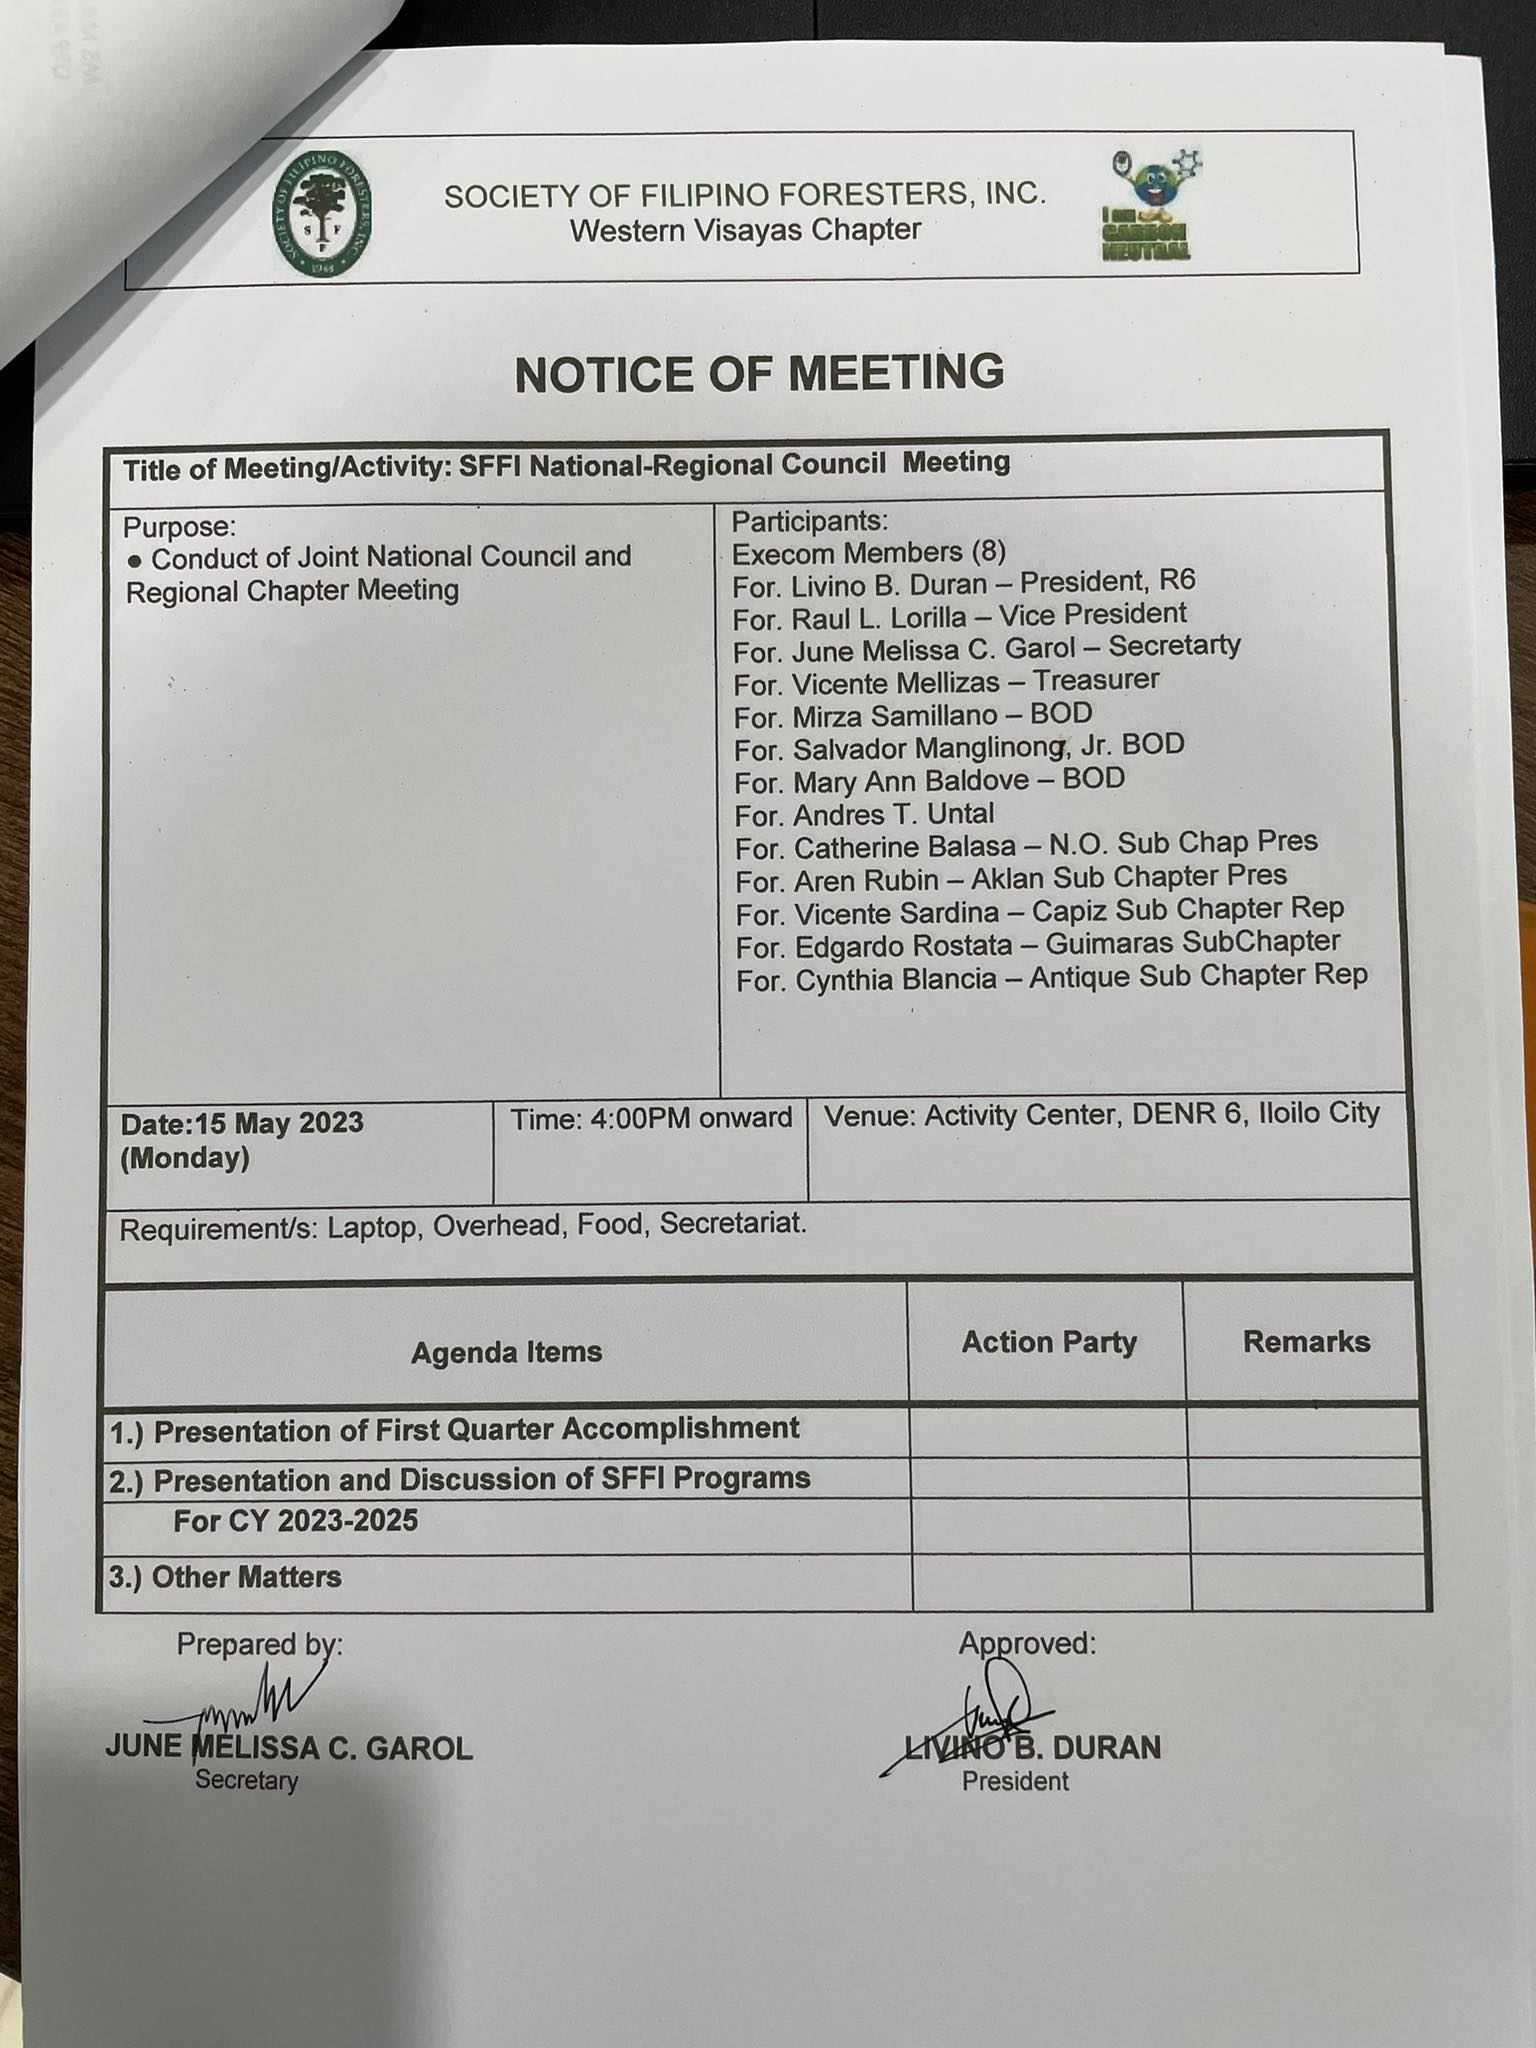 SOCIETY OF FILIPINO FORESTERS, INC.
SOCIETY OF FILIPINO FORESTERS, INC.
S F
F
1948
Western Visayas Chapter
I am
CARBON
NEUTRAL
NOTICE OF MEETING
Title of Meeting/Activity: SFFI National-Regional Council Meeting
Purpose:
● Conduct of Joint National Council and
Regional Chapter Meeting
Participants:
Execom Members (8)
For. Livino B. Duran – President, R6
For. Raul L. Lorilla – Vice President
For. June Melissa C. Garol – Secretarty
For. Vicente Mellizas – Treasurer
For. Mirza Samillano – BOD
For. Salvador Manglinong, Jr. BOD
For. Mary Ann Baldove – BOD
For. Andres T. Untal
For. Catherine Balasa – N.O. Sub Chap Pres
For. Aren Rubin – Aklan Sub Chapter Pres
For. Vicente Sardina – Capiz Sub Chapter Rep
For. Edgardo Rostata – Guimaras SubChapter
For. Cynthia Blancia – Antique Sub Chapter Rep
Date:15 May 2023
(Monday)
Time: 4:00PM onward
Venue: Activity Center, DENR 6, Iloilo City
Requirement/s: Laptop, Overhead, Food, Secretariat.
Agenda Items
Action Party
Remarks
1.) Presentation of First Quarter Accomplishment
2.) Presentation and Discussion of SFFI Programs
For CY 2023-2025
3.) Other Matters
Prepared by:
JUNE MELISSA C. GAROL
Secretary
Approved:
LIVINO B. DURAN
President